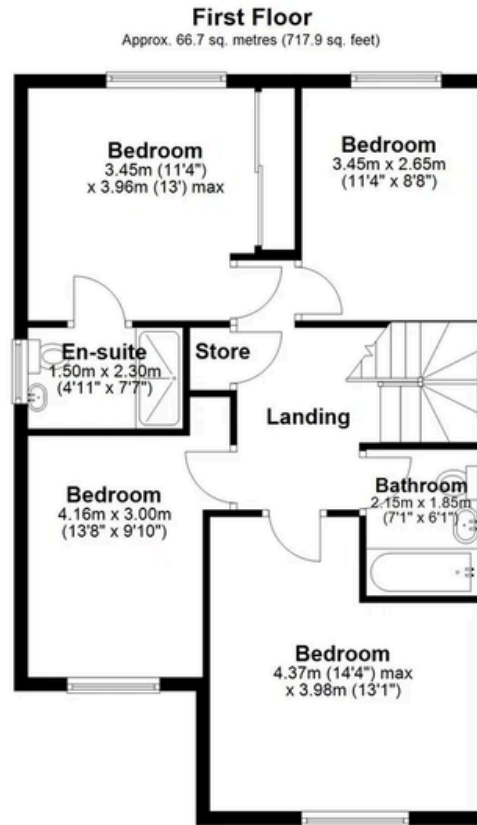 First Floor
Approx. 66.7 sq. metres (717.9 sq. feet)
Bedroom
3.45m (11'4")
x 3.96m (13') max
Bedroom
3.45m x 2.65m
(11'4" x 8'8")
En-suite
1.50m x 2.30m
(4'11" x 7'7")
Store
Landing
Bedroom
4.16m x 3.00m
(13'8" x 9'10")
Bathroom
2.15m x 1.85m
(7'1" x 6'1")
Bedroom
4.37m (14'4") max
x 3.98m (13'1")